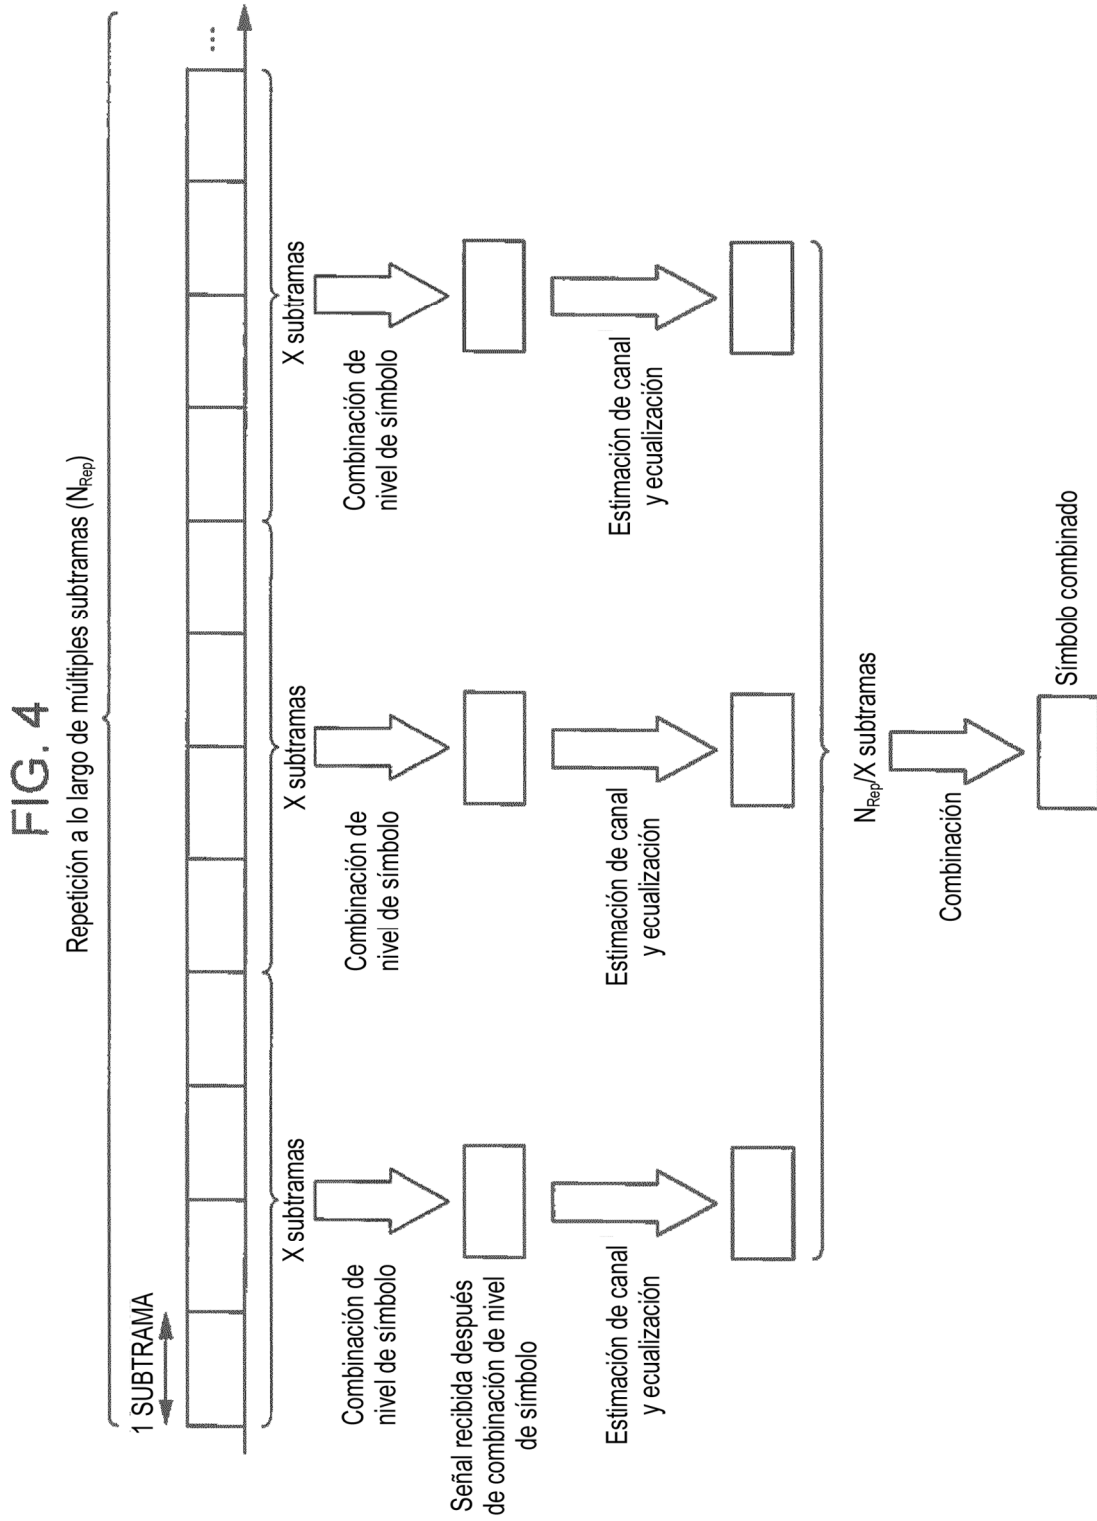 FIG. 4
Repetición a lo largo de múltiples subtramas (N_Rep)
1 SUBTRAMA
...
X subtramas
X subtramas
X subtramas
Combinación de
nivel de símbolo
Combinación de
nivel de símbolo
Combinación de
nivel de símbolo
Señal recibida después
de combinación de nivel
de símbolo
Estimación de canal
y ecualización
Estimación de canal
y ecualización
Estimación de canal
y ecualización
N_Rep/X subtramas
Combinación
Símbolo combinado